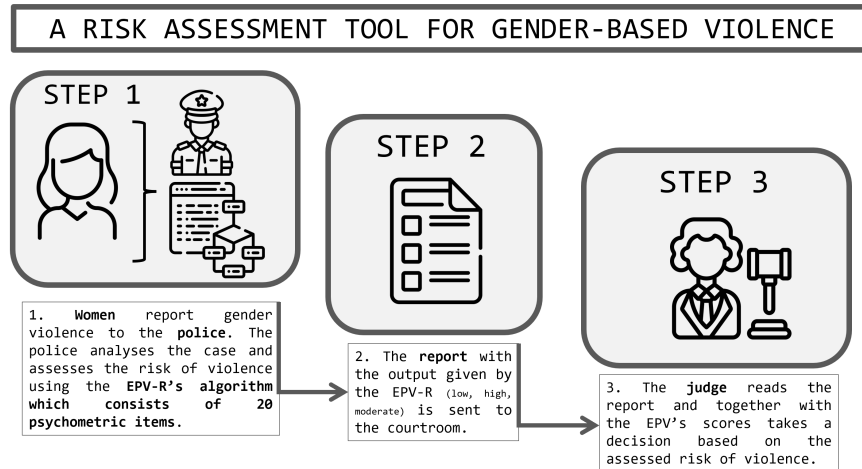 A RISK ASSESSMENT TOOL FOR GENDER-BASED VIOLENCE
STEP 1
1. Women report gender
violence to the police. The
police analyses the case and
assesses the risk of violence
using the EPV-R's algorithm
which consists of 20
psychometric items.
STEP 2
2. The report with
the output given by
the EPV-R (low, high,
moderate) is sent to
the courtroom.
STEP 3
3. The judge reads the
report and together with
the EPV's scores takes a
decision based on the
assessed risk of violence.